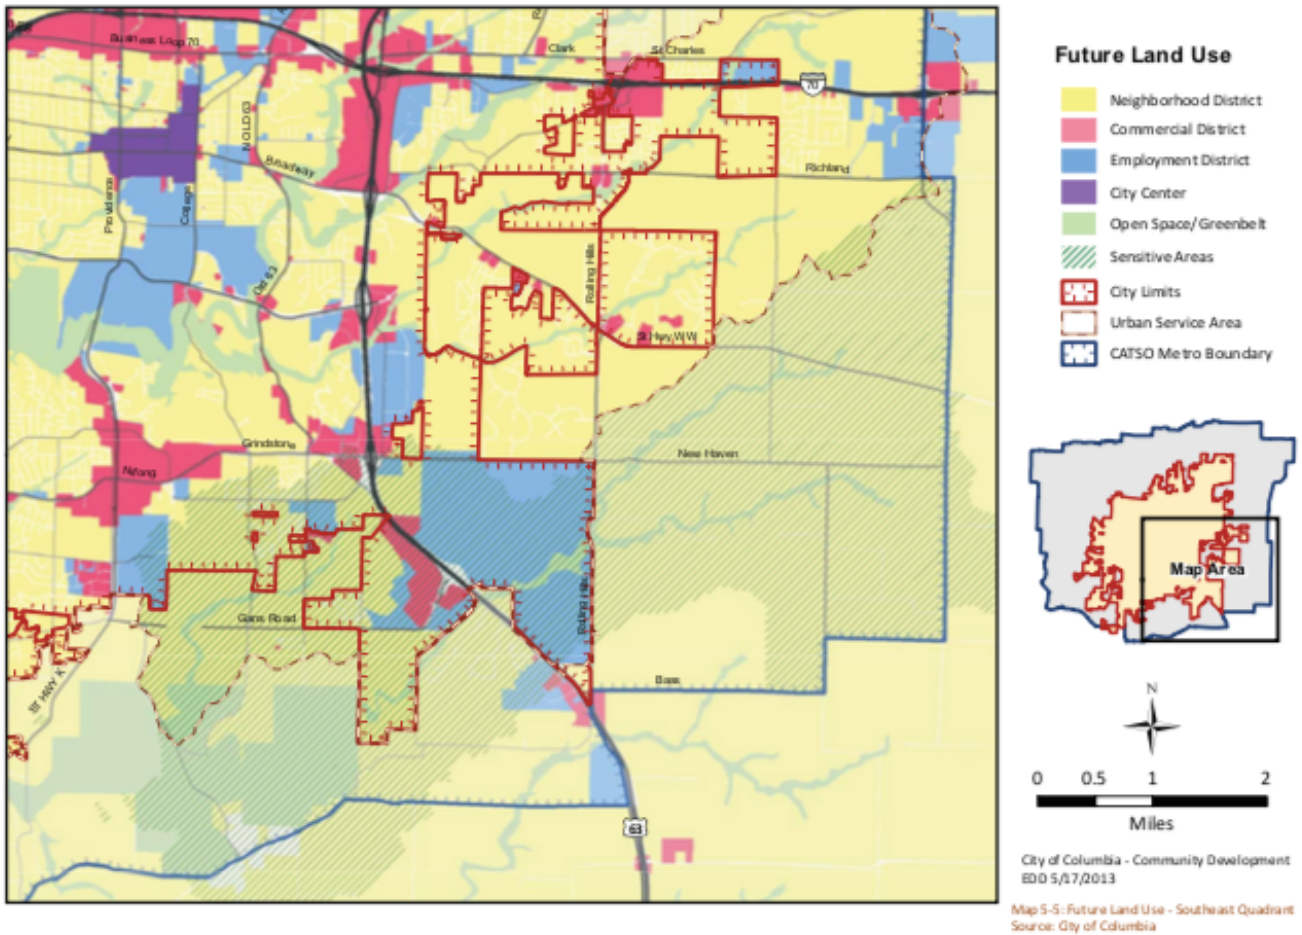 Business Loop 70
Clark
St Charles
70
Old 63
Broadway
Richland
Providence
College
Old 63
Rolling Hills
St Hwy WW
Grindstone
Nifong
New Haven
Rolling Hills
Gans Road
ST HWY K
Bass
63
Future Land Use
Neighborhood District
Commercial District
Employment District
City Center
Open Space/Greenbelt
Sensitive Areas
City Limits
Urban Service Area
CATSO Metro Boundary
Map Area
N
0 0.5 1 2
Miles
City of Columbia - Community Development
EDD 5/17/2013
Map 5-5: Future Land Use - Southeast Quadrant
Source: City of Columbia